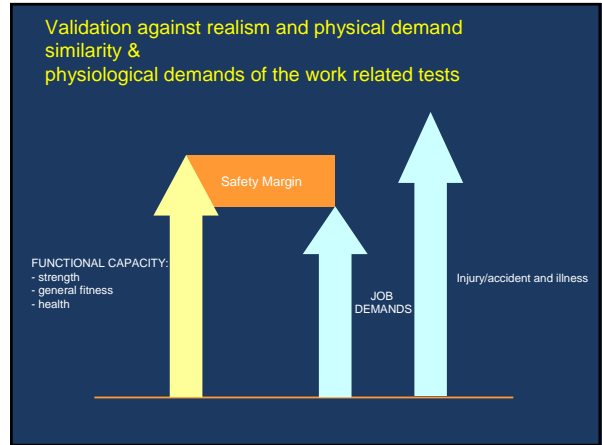 Validation against realism and physical demand
similarity &
physiological demands of the work related tests
Safety Margin
FUNCTIONAL CAPACITY:
- strength
- general fitness
- health
JOB
DEMANDS
Injury/accident and illness